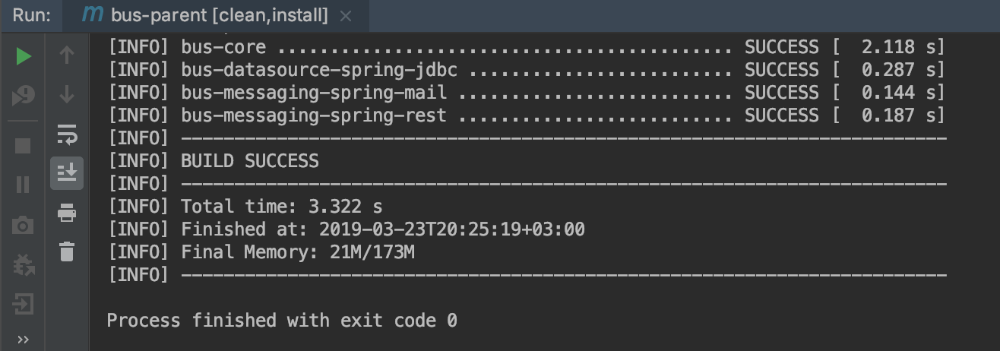 Run: m bus-parent [clean,install] ×
[INFO] bus-core ........................................... SUCCESS [  2.118 s]
[INFO] bus-datasource-spring-jdbc ......................... SUCCESS [  0.287 s]
[INFO] bus-messaging-spring-mail .......................... SUCCESS [  0.144 s]
[INFO] bus-messaging-spring-rest .......................... SUCCESS [  0.187 s]
[INFO] ------------------------------------------------------------------------
[INFO] BUILD SUCCESS
[INFO] ------------------------------------------------------------------------
[INFO] Total time: 3.322 s
[INFO] Finished at: 2019-03-23T20:25:19+03:00
[INFO] Final Memory: 21M/173M
[INFO] ------------------------------------------------------------------------
Process finished with exit code 0